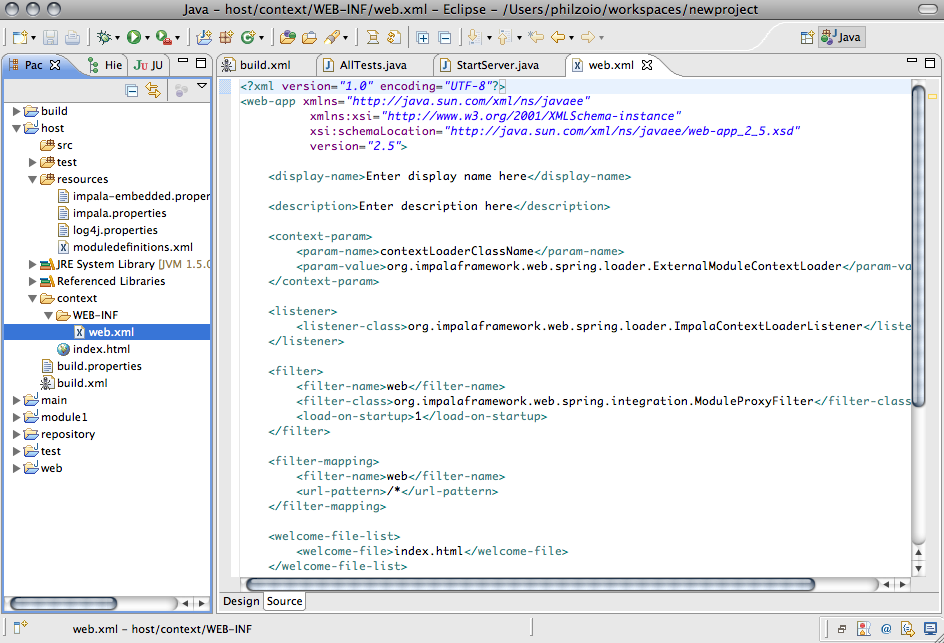 Java – host/context/WEB-INF/web.xml – Eclipse – /Users/philzoio/workspaces/newproject
Java
Pac
Hie
JU JU
build.xml
AllTests.java
StartServer.java
web.xml
build
host
src
test
resources
impala-embedded.proper
impala.properties
log4j.properties
moduledefinitions.xml
JRE System Library [JVM 1.5.0
Referenced Libraries
context
WEB-INF
web.xml
index.html
build.properties
build.xml
main
module1
repository
test
web
<?xml version="1.0" encoding="UTF-8"?>
<web-app xmlns="http://java.sun.com/xml/ns/javaee"
xmlns:xsi="http://www.w3.org/2001/XMLSchema-instance"
xsi:schemaLocation="http://java.sun.com/xml/ns/javaee/web-app_2_5.xsd"
version="2.5">
<display-name>Enter display name here</display-name>
<description>Enter description here</description>
<context-param>
<param-name>contextLoaderClassName</param-name>
<param-value>org.impalaframework.web.spring.loader.ExternalModuleContextLoader</param-va
</context-param>
<listener>
<listener-class>org.impalaframework.web.spring.loader.ImpalaContextLoaderListener</liste
</listener>
<filter>
<filter-name>web</filter-name>
<filter-class>org.impalaframework.web.spring.integration.ModuleProxyFilter</filter-class
<load-on-startup>1</load-on-startup>
</filter>
<filter-mapping>
<filter-name>web</filter-name>
<url-pattern>/*</url-pattern>
</filter-mapping>
<welcome-file-list>
<welcome-file>index.html</welcome-file>
</welcome-file-list>
Design Source
web.xml – host/context/WEB-INF